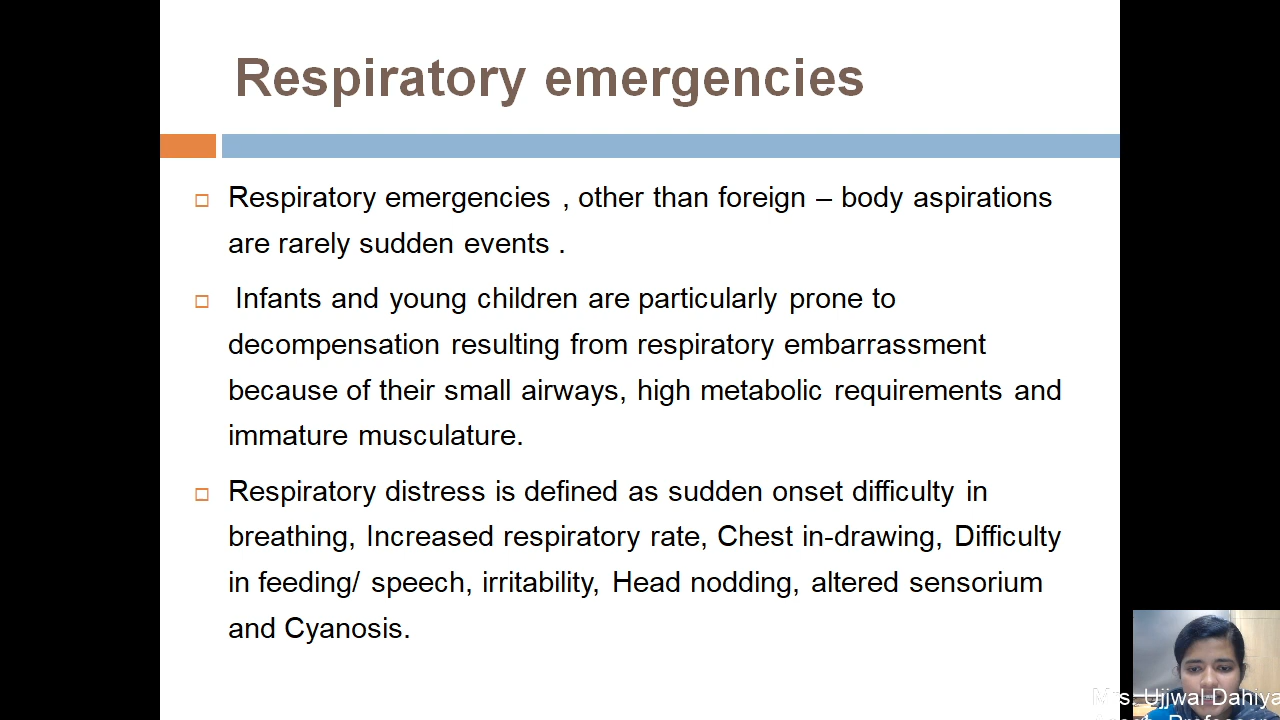 Respiratory emergencies
Respiratory emergencies , other than foreign – body aspirations
are rarely sudden events .
Infants and young children are particularly prone to
decompensation resulting from respiratory embarrassment
because of their small airways, high metabolic requirements and
immature musculature.
Respiratory distress is defined as sudden onset difficulty in
breathing, Increased respiratory rate, Chest in-drawing, Difficulty
in feeding/ speech, irritability, Head nodding, altered sensorium
and Cyanosis.
Mrs. Ujjwal Dahiya